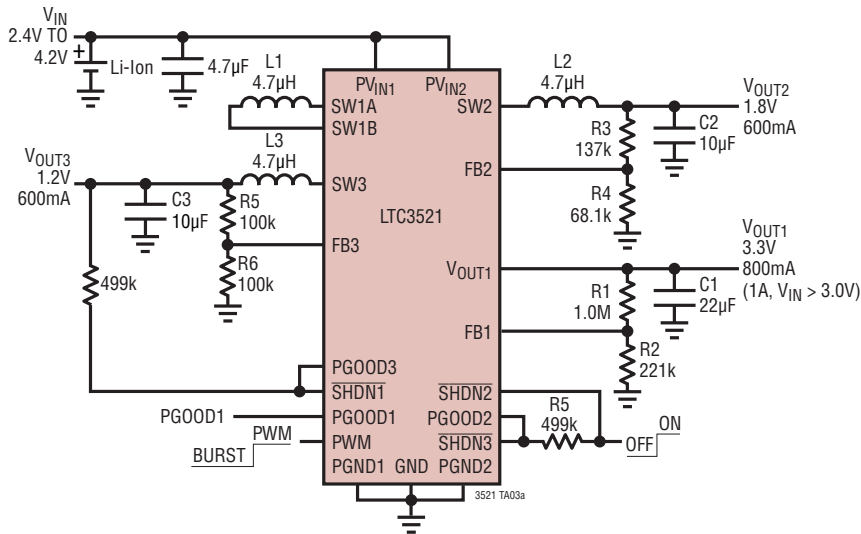 VIN
2.4V TO
4.2V
+
Li-Ion
4.7µF
L1
4.7µH
PVIN1
PVIN2
SW1A
SW1B
SW2
L2
4.7µH
VOUT2
1.8V
600mA
R3
137k
C2
10µF
L3
4.7µH
VOUT3
1.2V
600mA
SW3
FB2
R4
68.1k
C3
10µF
R5
100k
LTC3521
FB3
R6
100k
499k
VOUT1
VOUT1
3.3V
800mA
(1A, VIN > 3.0V)
R1
1.0M
C1
22µF
FB1
R2
221k
PGOOD3
SHDN1
SHDN2
PGOOD1
PGOOD1
PGOOD2
R5
499k
ON
OFF
PWM
BURST
PWM
SHDN3
PGND1
GND
PGND2
3521 TA03a